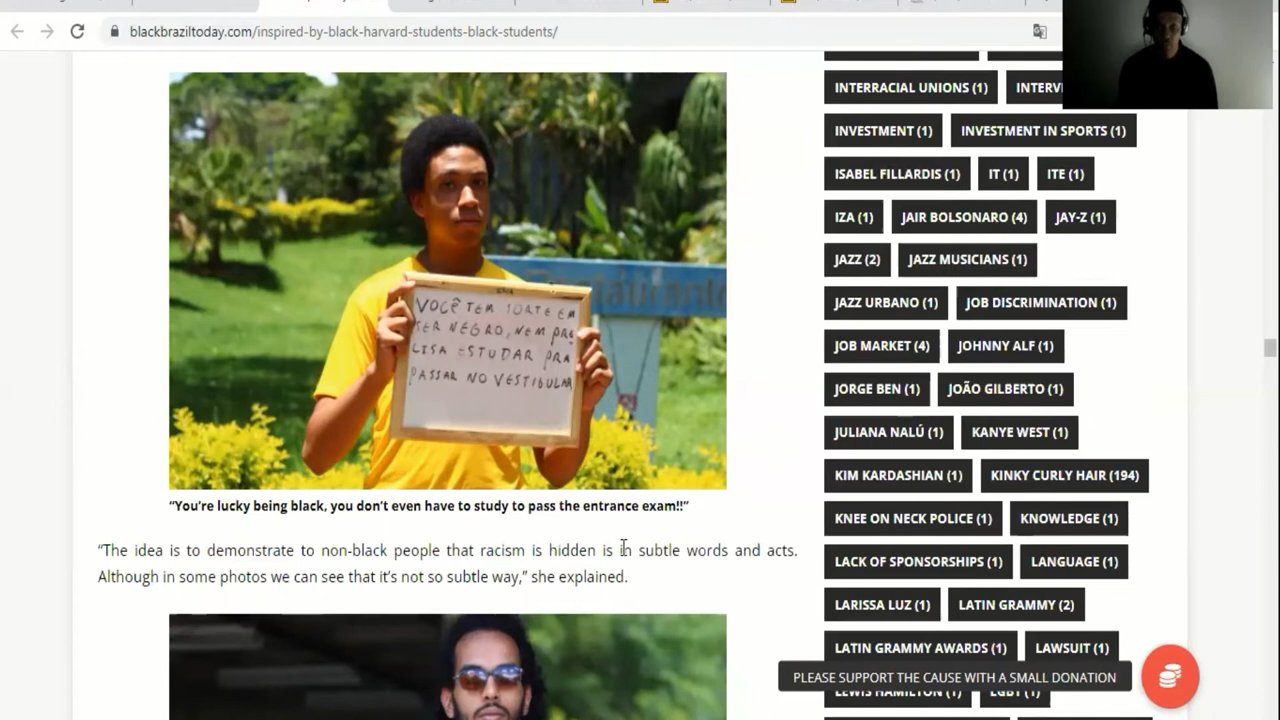 blackbraziltoday.com/inspired-by-black-harvard-students-black-students/
VOCÊ TEM SORTE EM
SER NEGRO, NEM PRE
CISA ESTUDAR PRA
PASSAR NO VESTIBULAR
“You’re lucky being black, you don’t even have to study to pass the entrance exam!!”
“The idea is to demonstrate to non-black people that racism is hidden is in subtle words and acts.
Although in some photos we can see that it’s not so subtle way,” she explained.
INTERRACIAL UNIONS (1)
INVESTMENT (1) INVESTMENT IN SPORTS (1)
ISABEL FILLARDIS (1) IT (1) ITE (1)
IZA (1) JAIR BOLSONARO (4) JAY-Z (1)
JAZZ (2) JAZZ MUSICIANS (1)
JAZZ URBANO (1) JOB DISCRIMINATION (1)
JOB MARKET (4) JOHNNY ALF (1)
JORGE BEN (1) JOÃO GILBERTO (1)
JULIANA NALÚ (1) KANYE WEST (1)
KIM KARDASHIAN (1) KINKY CURLY HAIR (194)
KNEE ON NECK POLICE (1) KNOWLEDGE (1)
LACK OF SPONSORSHIPS (1) LANGUAGE (1)
LARISSA LUZ (1) LATIN GRAMMY (2)
LATIN GRAMMY AWARDS (1) LAWSUIT (1)
PLEASE SUPPORT THE CAUSE WITH A SMALL DONATION
LEWIS HAMILTON (1) LGBT (1)